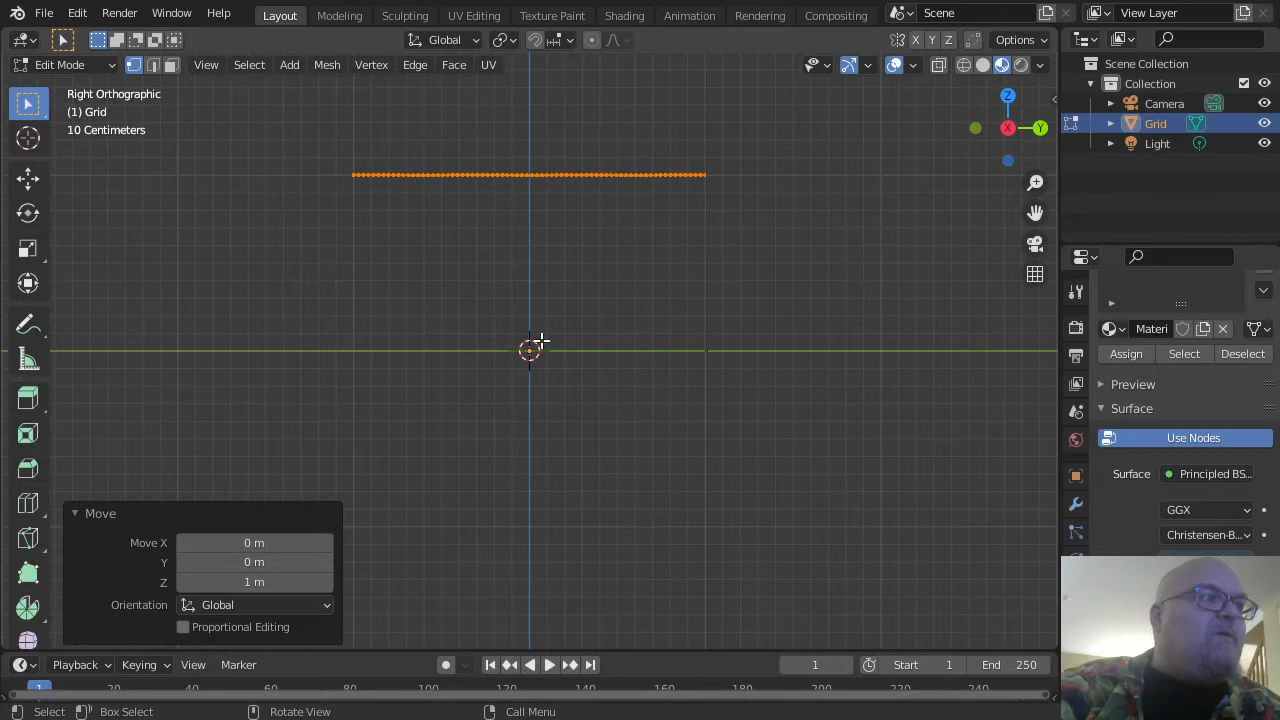 File Edit Render Window Help
Layout Modeling Sculpting UV Editing Texture Paint Shading Animation Rendering Compositing
Scene
View Layer
Global
X Y Z
Options
Edit Mode
View Select Add Mesh Vertex Edge Face UV
Right Orthographic
(1) Grid
10 Centimeters
Z
X
Y
Scene Collection
Collection
Camera
Grid
Light
Materi
Assign Select Deselect
Preview
Surface
Use Nodes
Surface Principled BS...
GGX
Christensen-B...
Move
Move X 0 m
Y 0 m
Z 1 m
Orientation Global
Proportional Editing
Playback Keying View Marker
1
Start 1
End 250
1 20 40 60 80 100 120 140 160 180 200 220 240
Select Box Select Rotate View Call Menu